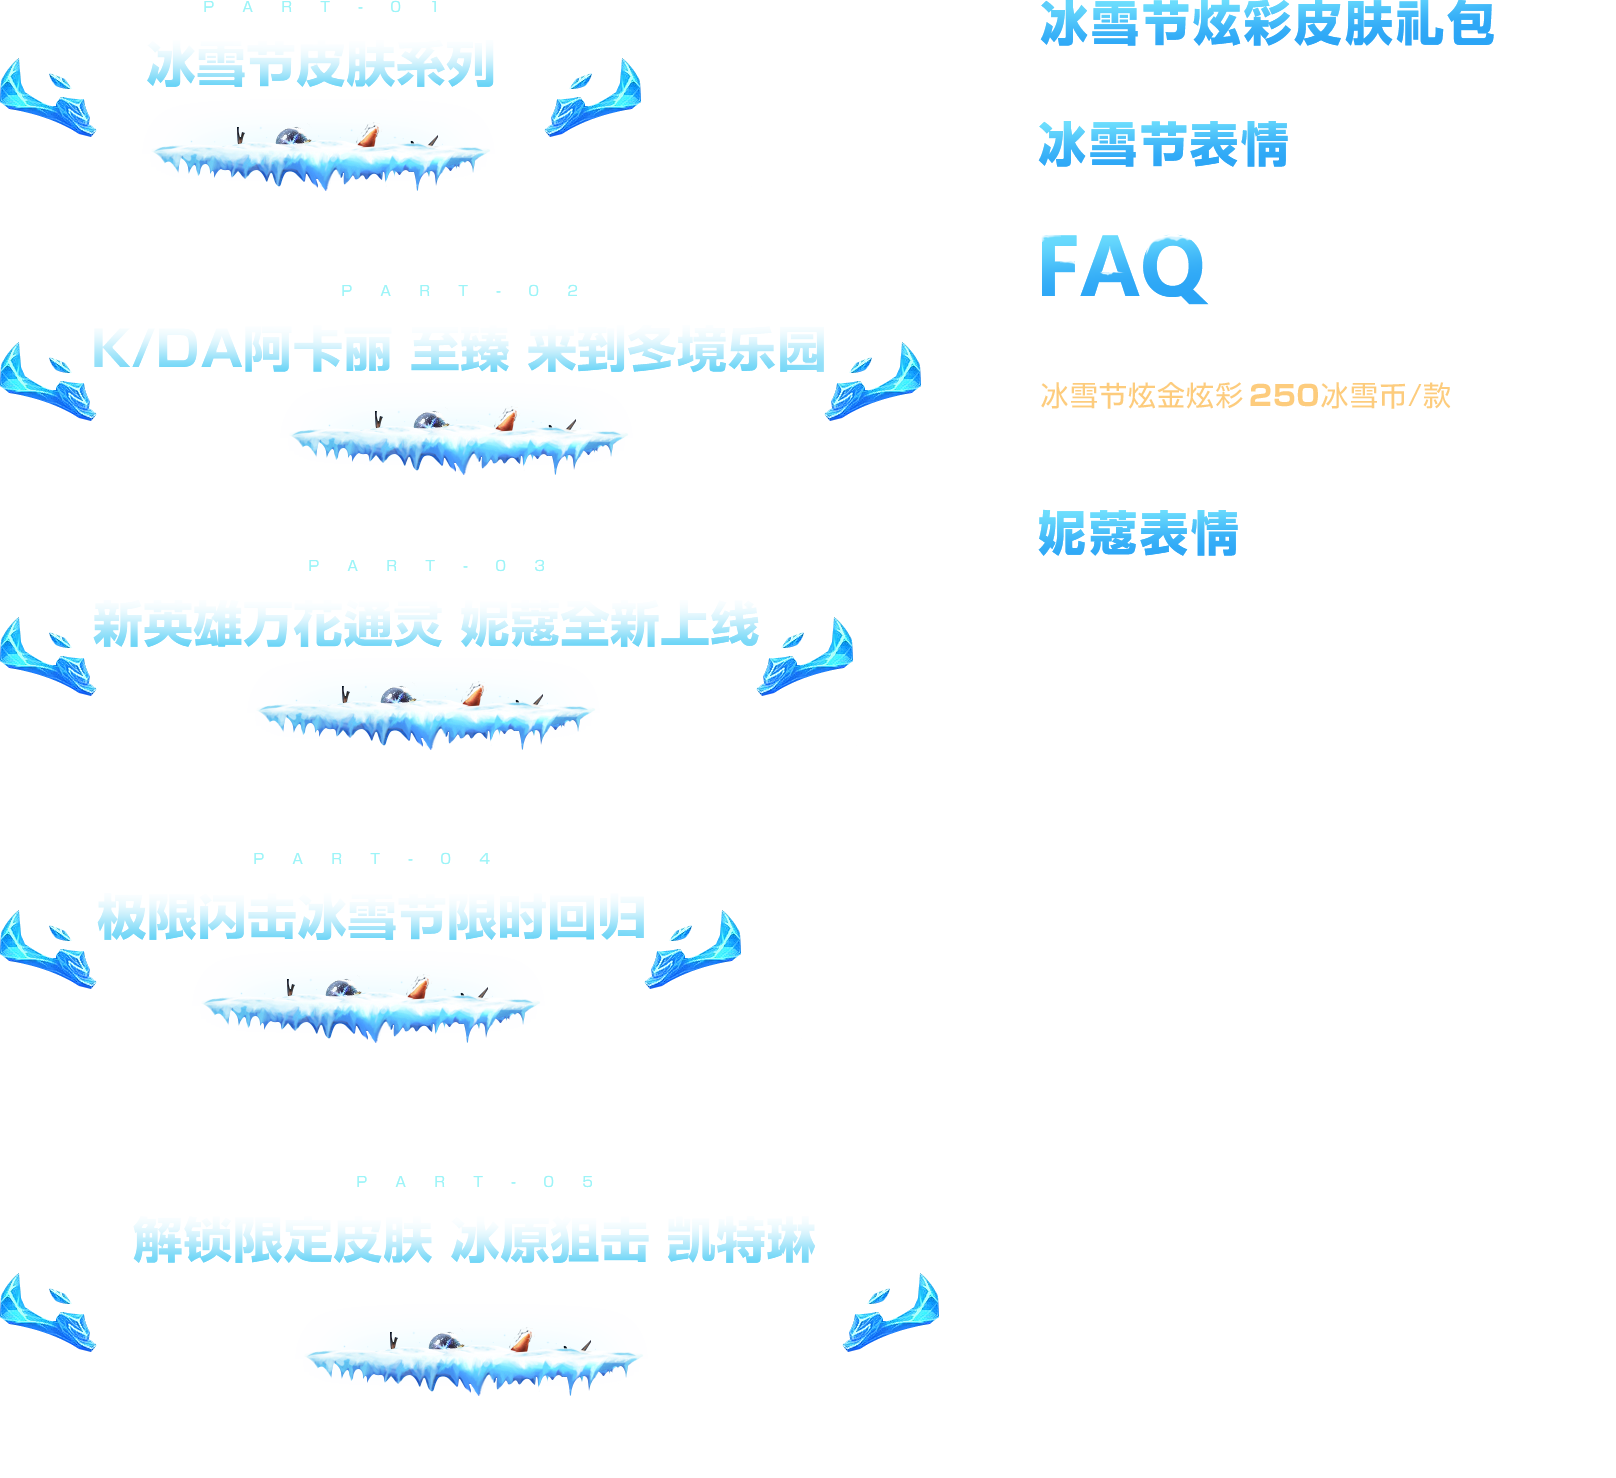 PART-01
冰雪节皮肤系列
PART-02
K/DA阿卡丽 至臻 来到冬境乐园
PART-03
新英雄万花通灵 妮蔻全新上线
PART-04
极限闪击冰雪节限时回归
PART-05
解锁限定皮肤 冰原狙击 凯特琳
冰雪节炫彩皮肤礼包
冰雪节表情
FAQ
冰雪节炫金炫彩 250冰雪币/款
妮蔻表情